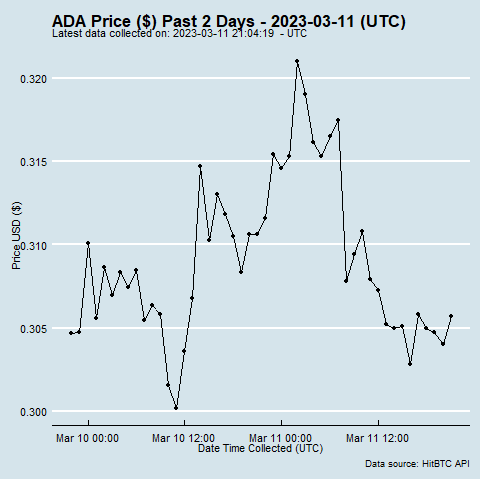 ADA Price ($) Past 2 Days - 2023-03-11 (UTC)
Latest data collected on: 2023-03-11 21:04:19 - UTC
0.320
0.315
0.310
0.305
0.300
Price USD ($)
Mar 10 00:00 Mar 10 12:00 Mar 11 00:00 Mar 11 12:00
Date Time Collected (UTC)
Data source: HitBTC API